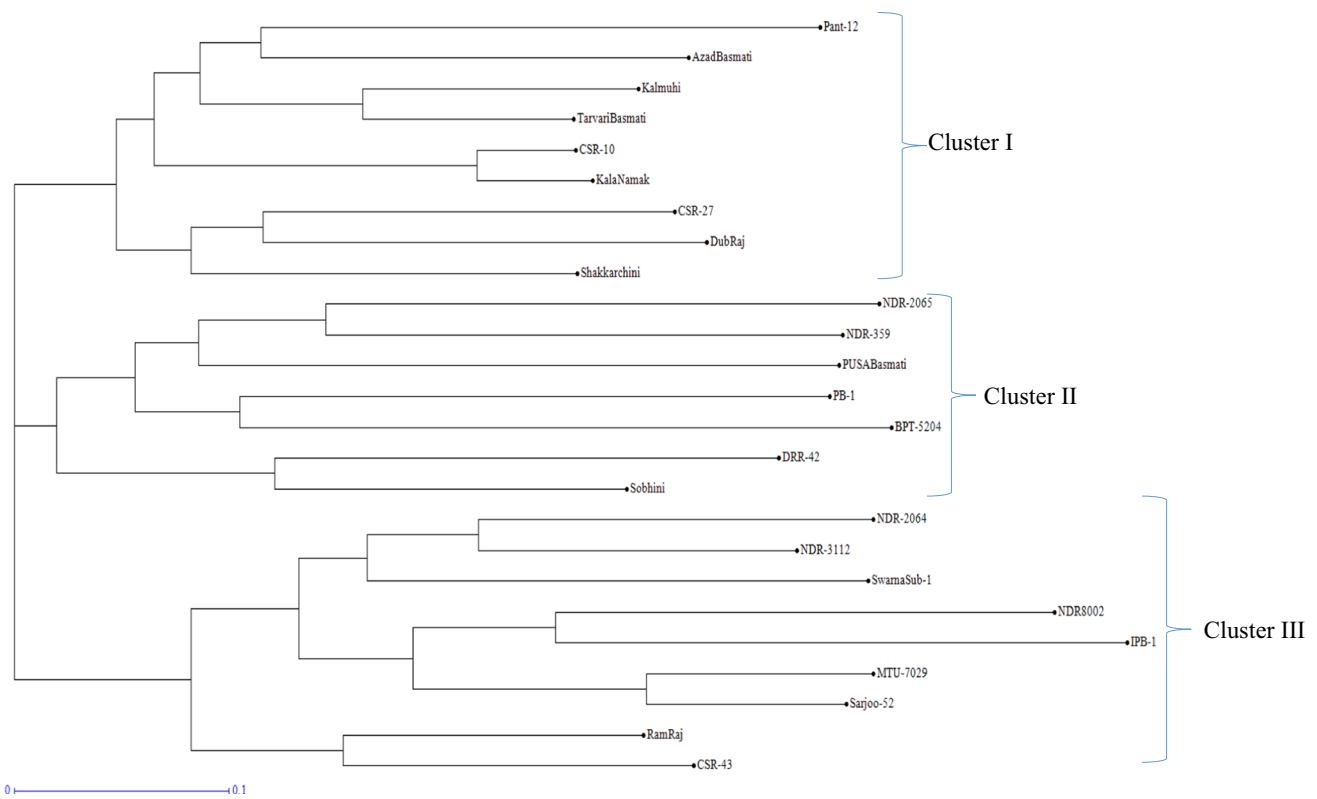 Pant-12
AzadBasmati
Kalmuhi
TarvariBasmati
CSR-10
KalaNamak
CSR-27
DubRaj
Shakkarchini
Cluster I
NDR-2065
NDR-359
PUSABasmati
PB-1
BPT-5204
DRR-42
Sobhini
Cluster II
NDR-2064
NDR-3112
SwarnaSub-1
NDR8002
IPB-1
MTU-7029
Sarjoo-52
RamRaj
CSR-43
Cluster III
0 0.1